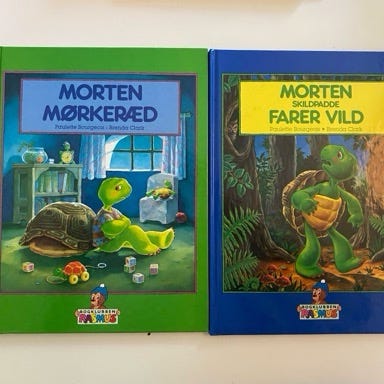 MORTEN
MØRKERÆD
Paulette Bourgeois · Brenda Clark
BOGKLUBBEN
RASMUS
MORTEN
SKILDPADDE
FARER VILD
Paulette Bourgeois • Brenda Clark
BOGKLUBBEN
RASMUS